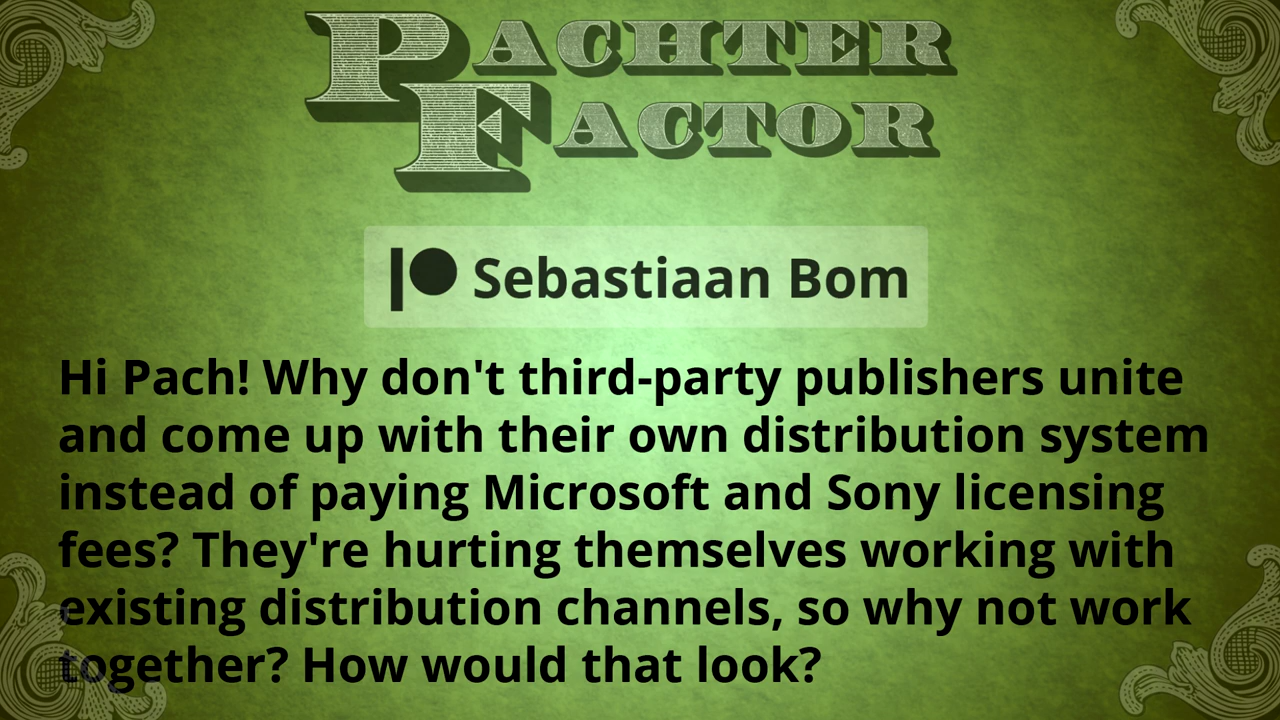 PACHTER
FACTOR
Sebastiaan Bom
Hi Pach! Why don't third-party publishers unite
and come up with their own distribution system
instead of paying Microsoft and Sony licensing
fees? They're hurting themselves working with
existing distribution channels, so why not work
together? How would that look?